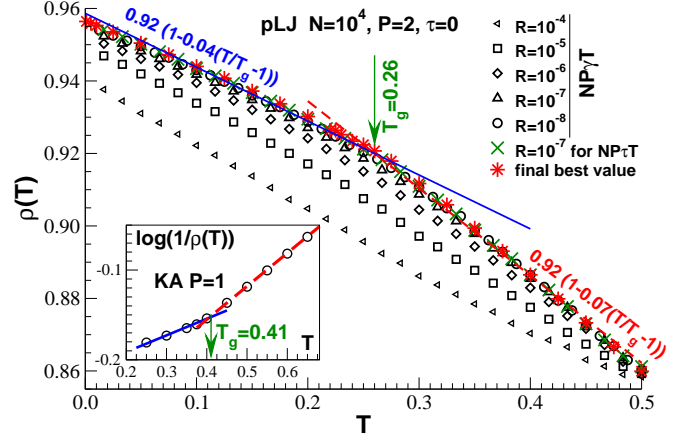 pLJ N=10⁴, P=2, τ=0
0.92 (1-0.04(T/T_g-1))
T_g=0.26
R=10⁻⁴
R=10⁻⁵
R=10⁻⁶
R=10⁻⁷
R=10⁻⁸
NPγT
R=10⁻⁷ for NPτT
final best value
0.92 (1-0.07(T/T_g-1))
ρ(T)
0.96
0.94
0.92
0.90
0.88
0.86
0.0
0.1
0.2
0.3
0.4
0.5
T
log(1/ρ(T))
KA P=1
T_g=0.41
T
-0.1
-0.2
0.2
0.3
0.4
0.5
0.6